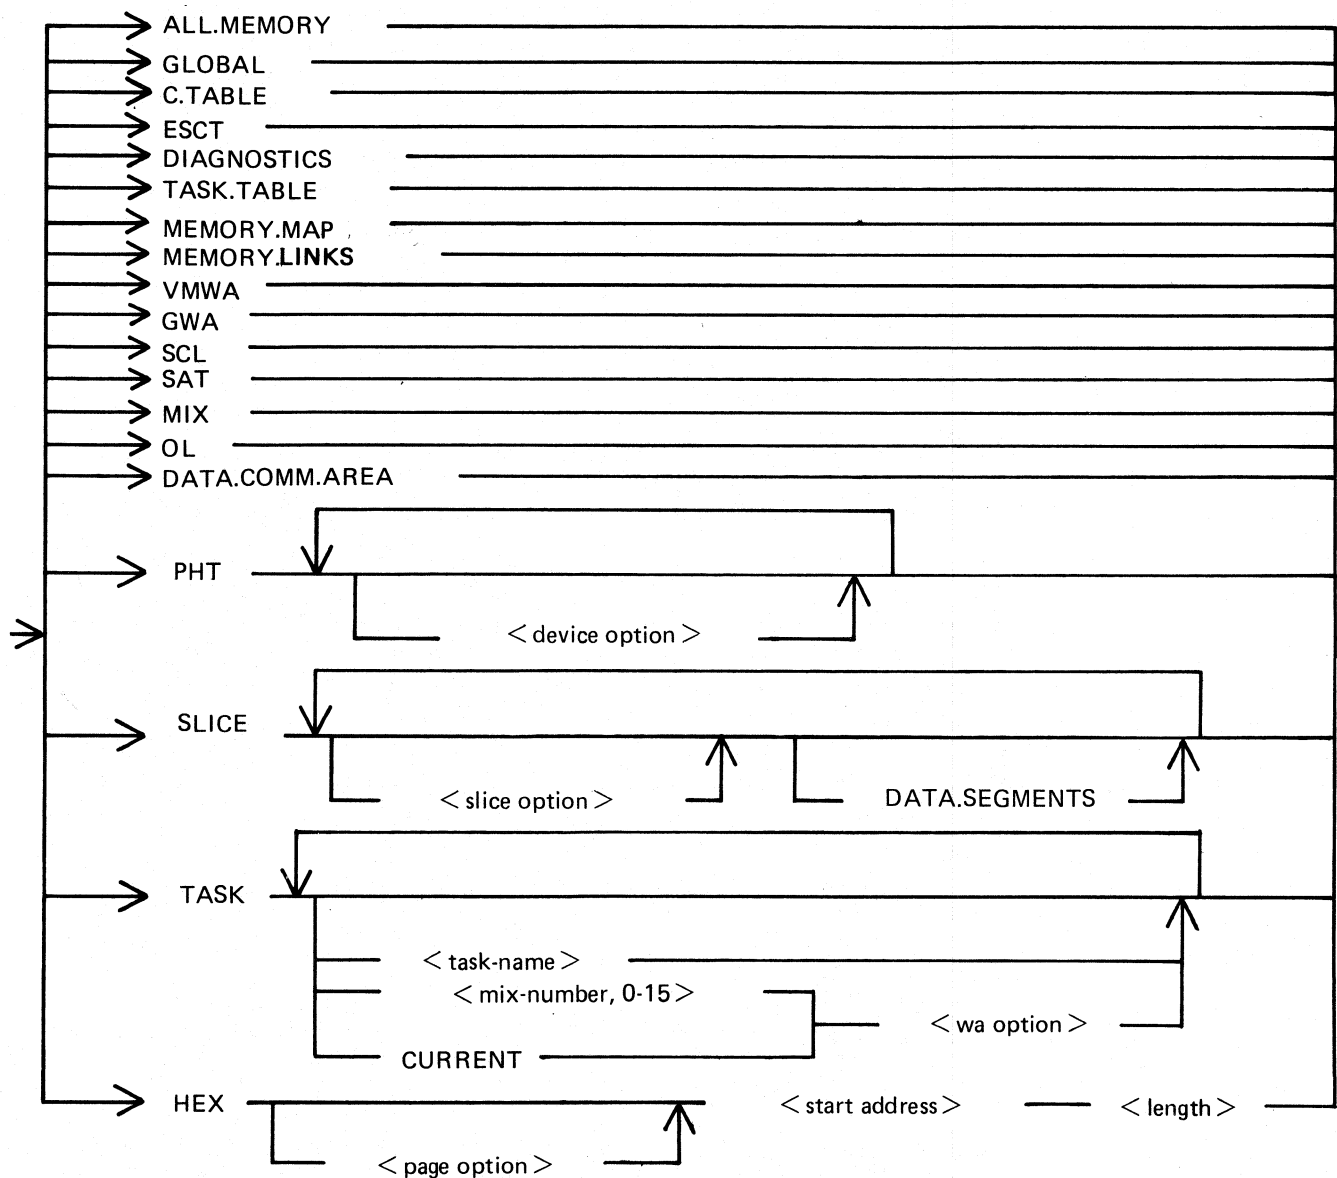 ALL.MEMORY
GLOBAL
C.TABLE
ESCT
DIAGNOSTICS
TASK.TABLE
MEMORY.MAP
MEMORY.LINKS
VMWA
GWA
SCL
SAT
MIX
OL
DATA.COMM.AREA
PHT
<device option>
SLICE
<slice option> DATA.SEGMENTS
TASK
<task-name>
<mix-number, 0-15>
<wa option>
CURRENT
HEX <start address> <length>
<page option>